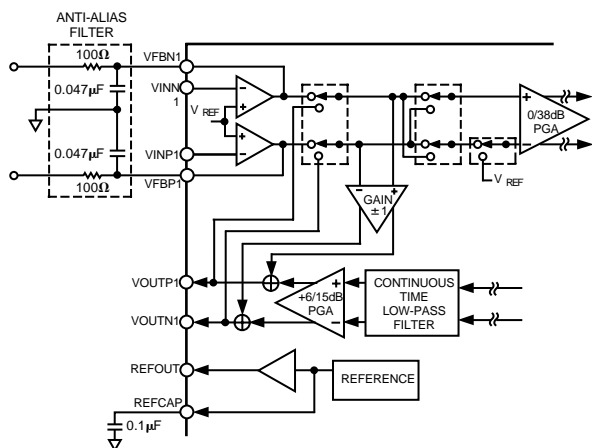 ANTI-ALIAS
FILTER
100Ω
VFBN1
VINN
1
0.047µF
V REF
0/38dB
PGA
0.047µF
VINP1
VFBP1
100Ω
V REF
GAIN
± 1
VOUTP1
+6/15dB
PGA
CONTINUOUS
TIME
LOW-PASS
FILTER
VOUTN1
REFOUT
REFERENCE
REFCAP
0.1µF